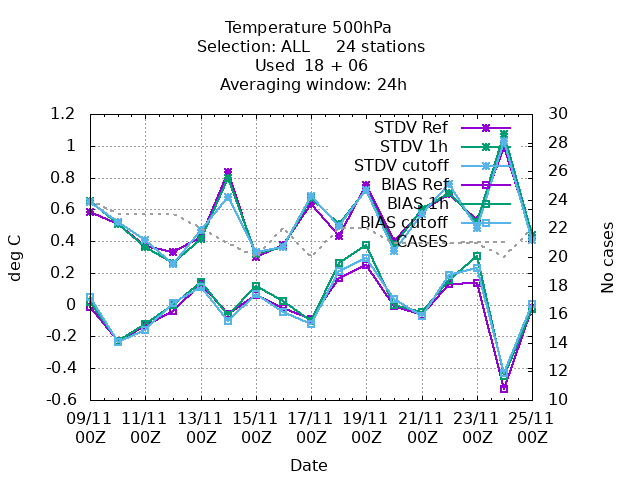 Temperature 500hPa
Selection: ALL 24 stations
Used 18 + 06
Averaging window: 24h
deg C
1.2
1
0.8
0.6
0.4
0.2
0
-0.2
-0.4
-0.6
STDV Ref
STDV 1h
STDV cutoff
BIAS Ref
BIAS 1h
BIAS cutoff
CASES
30
28
26
24
22
20
18
16
14
12
10
No cases
09/11 11/11 13/11 15/11 17/11 19/11 21/11 23/11 25/11
00Z 00Z 00Z 00Z 00Z 00Z 00Z 00Z 00Z
Date